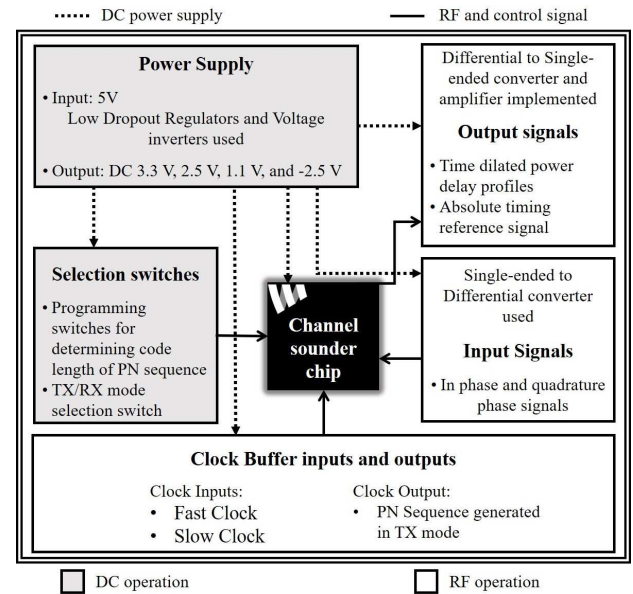 DC power supply
RF and control signal
Power Supply
• Input: 5V
Low Dropout Regulators and Voltage
inverters used
• Output: DC 3.3 V, 2.5 V, 1.1 V, and -2.5 V
Differential to Single-
ended converter and
amplifier implemented
Output signals
• Time dilated power
delay profiles
• Absolute timing
reference signal
Selection switches
• Programming
switches for
determining code
length of PN sequence
• TX/RX mode
selection switch
Channel
sounder
chip
Single-ended to
Differential converter
used
Input Signals
• In phase and quadrature
phase signals
Clock Buffer inputs and outputs
Clock Inputs:
• Fast Clock
• Slow Clock
Clock Output:
• PN Sequence generated
in TX mode
DC operation
RF operation